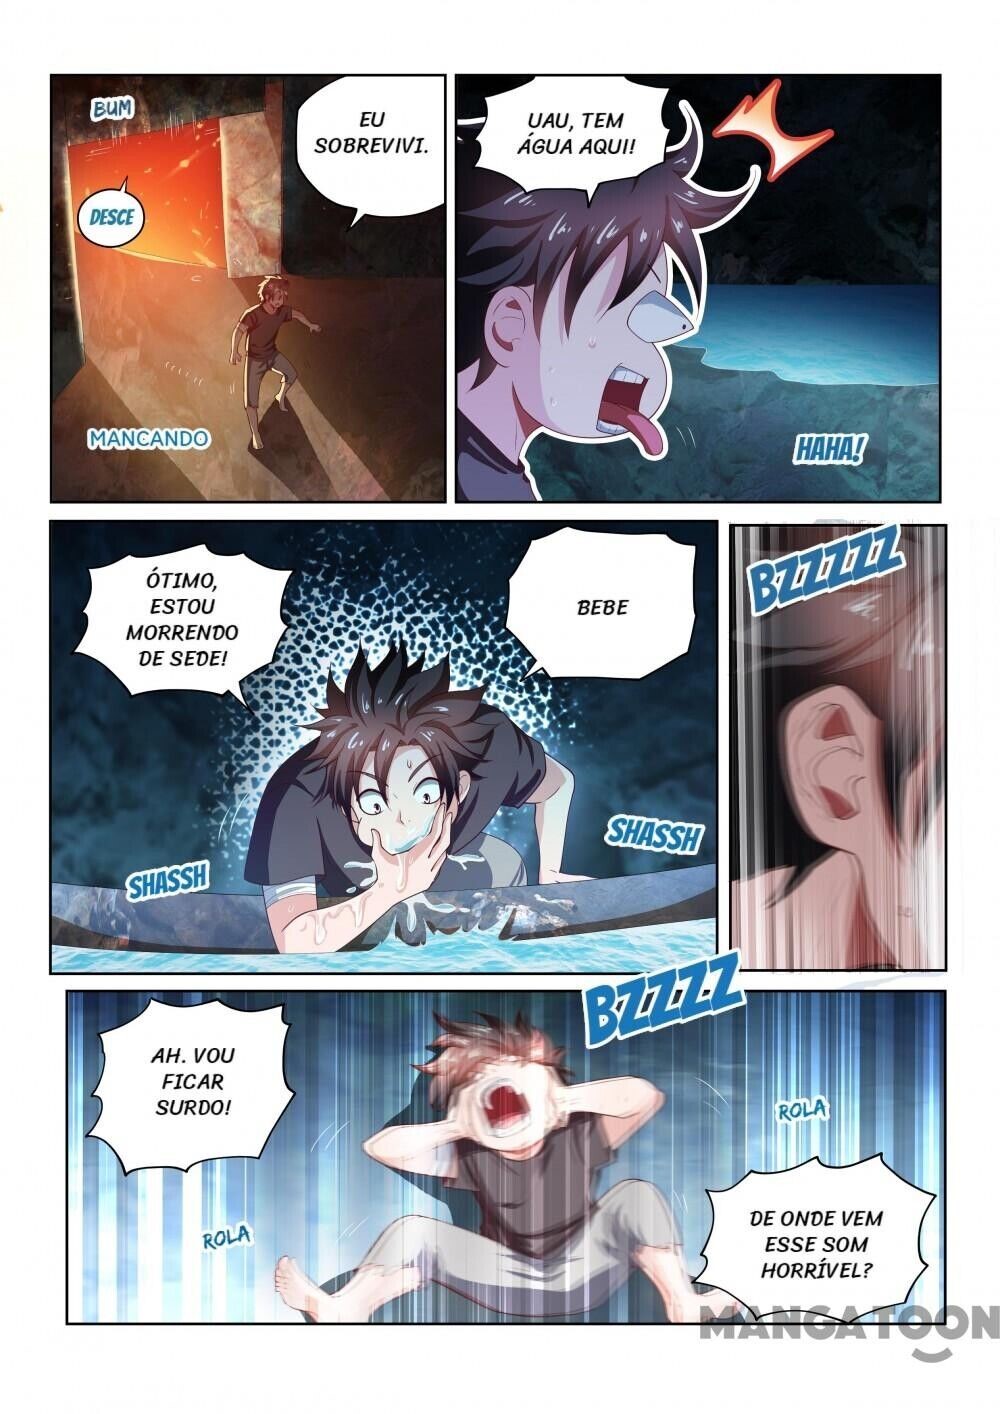 BUM
EU
SOBREVIVI.
DESCE
MANCANDO
UAU, TEM
ÁGUA AQUI!
HAHA!
ÓTIMO,
ESTOU
MORRENDO
DE SEDE!
BEBE
SHASSH
SHASSH
BZZZZZ
BZZZZ
AH. VOU
FICAR
SURDO!
ROLA
ROLA
DE ONDE VEM
ESSE SOM
HORRÍVEL?
MANGATOON